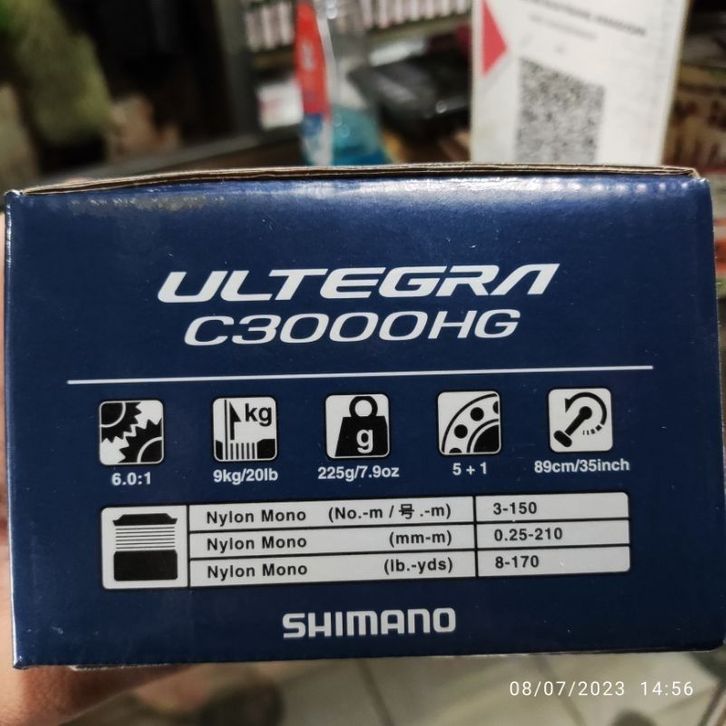 ULTEGRA
C3000HG
kg
g
6.0:1
9kg/20lb
225g/7.9oz
5 + 1
89cm/35inch
Nylon Mono (No.-m / 号.-m) 3-150
Nylon Mono (mm-m) 0.25-210
Nylon Mono (lb.-yds) 8-170
SHIMANO
08/07/2023 14:56